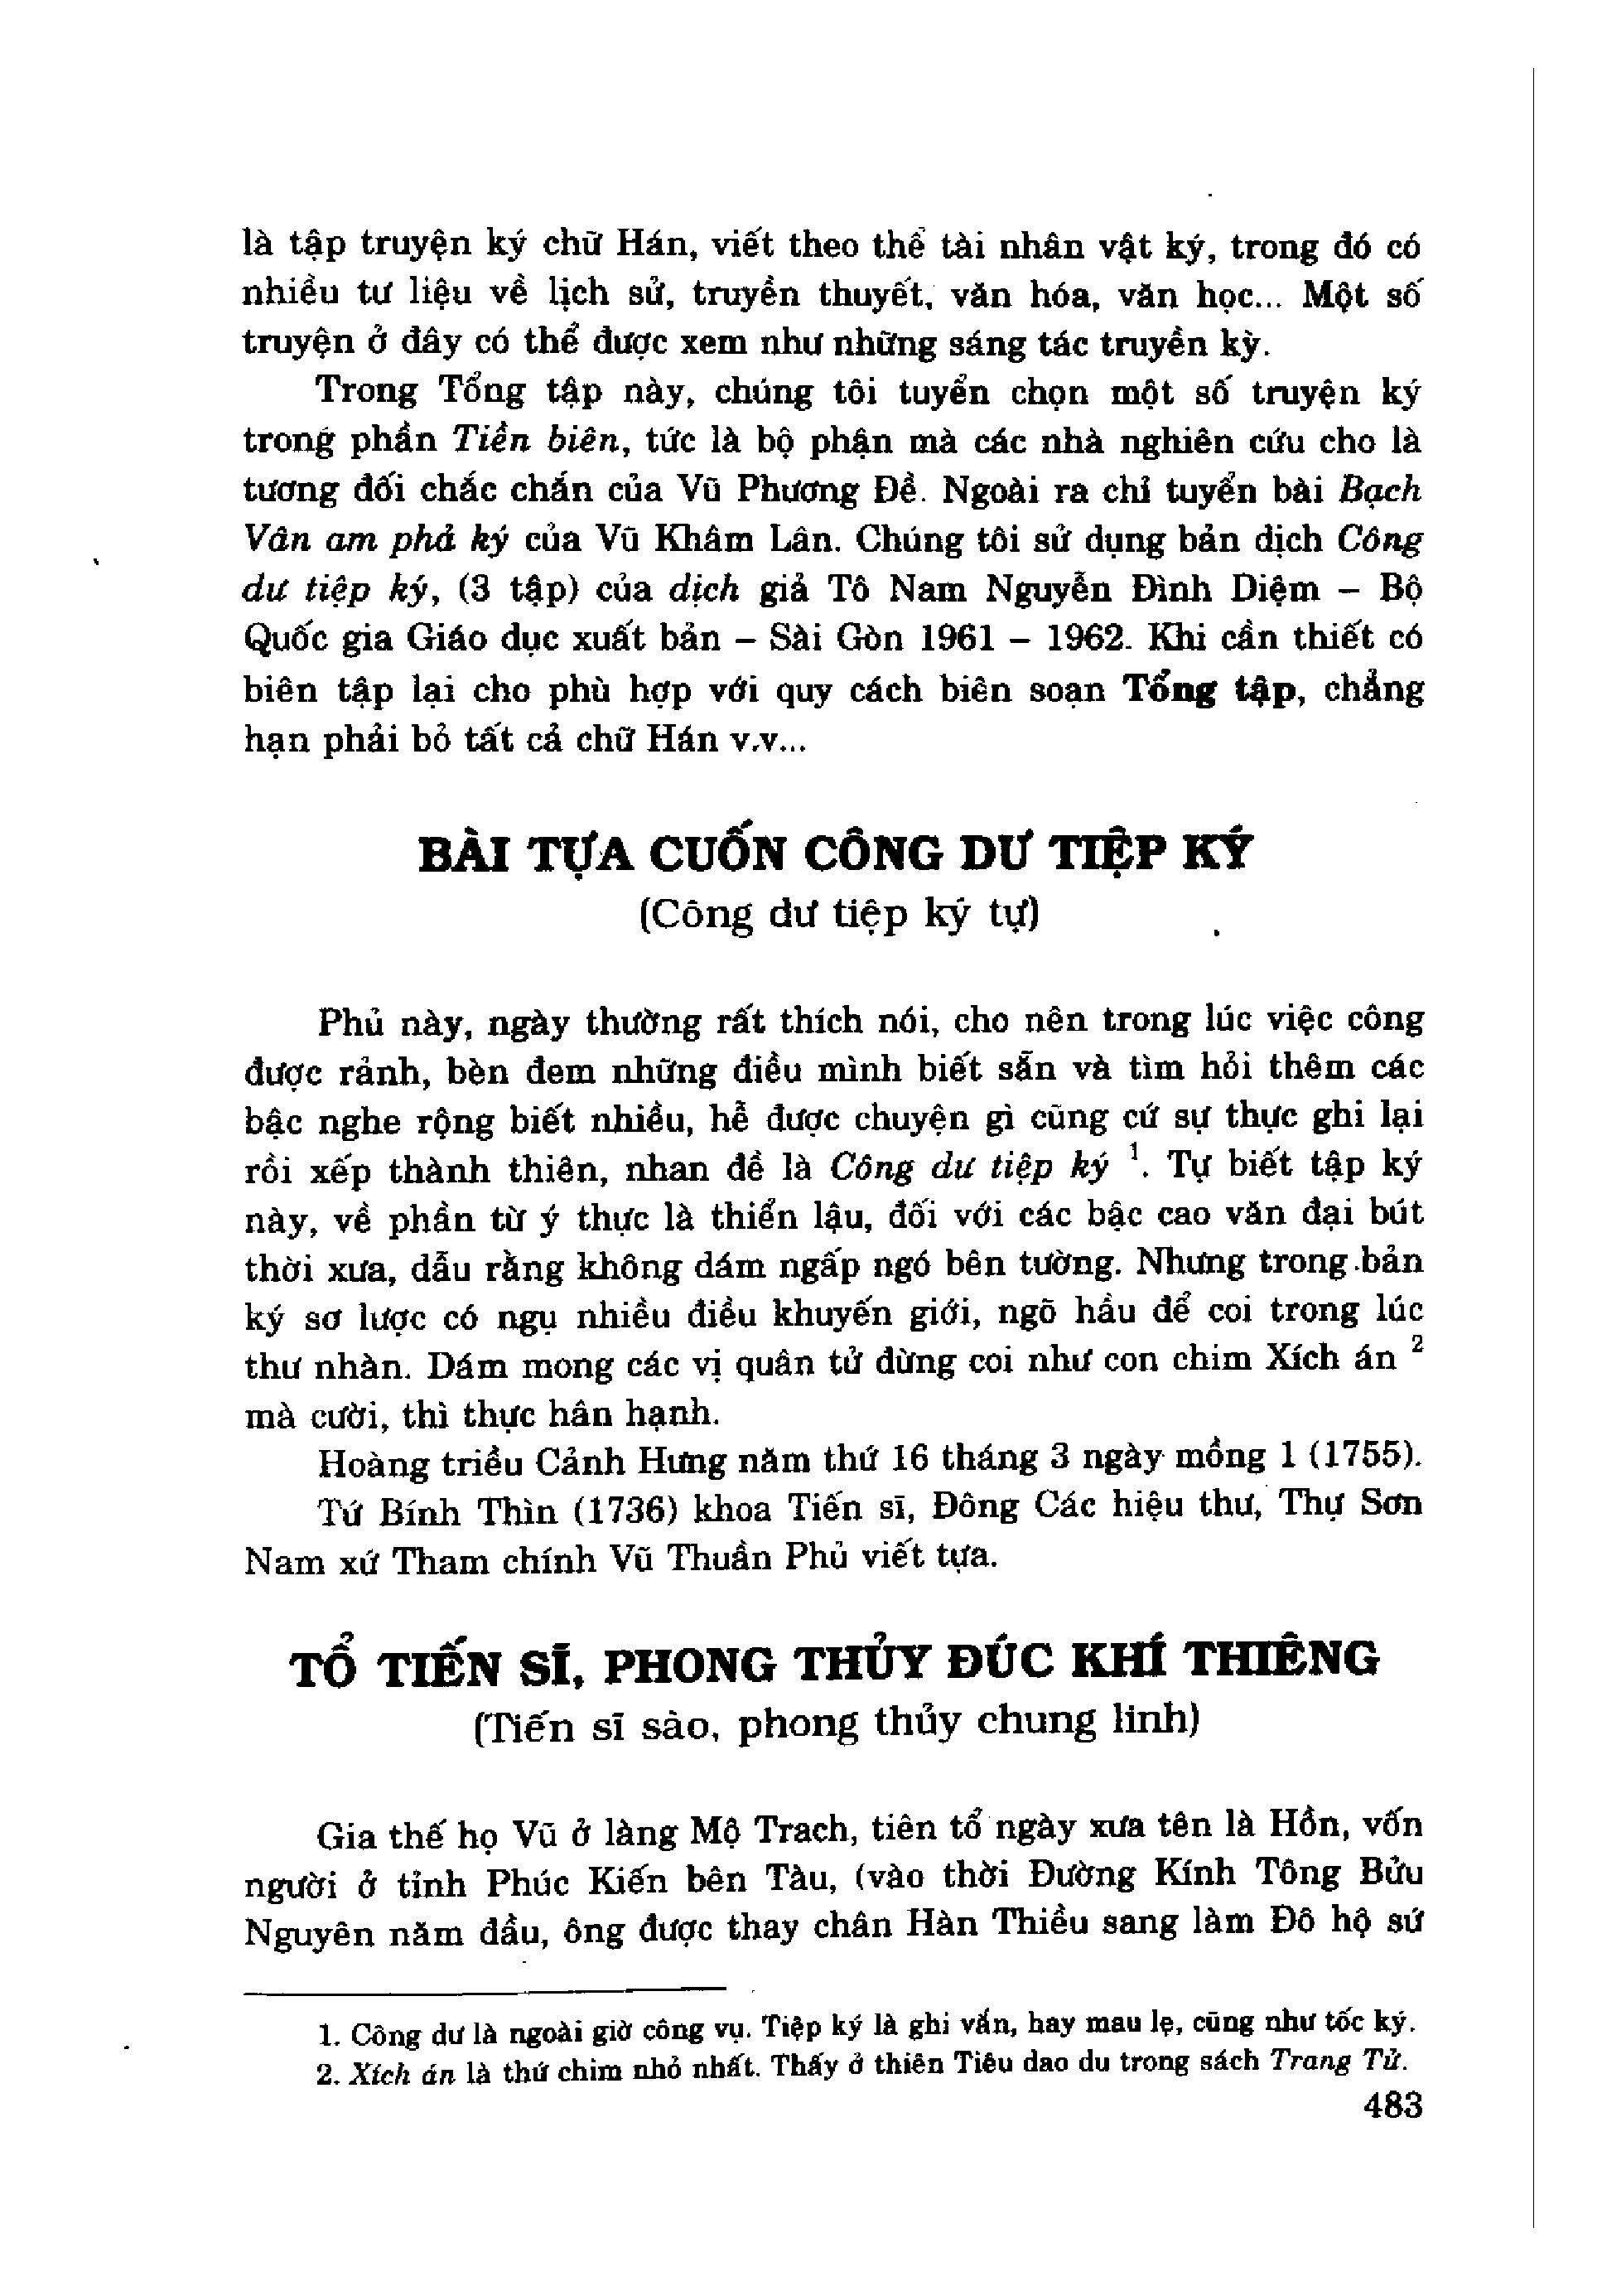 là tập truyện ký chữ Hán, viết theo thể tài nhân vật ký, trong đó có
nhiều tư liệu về lịch sử, truyền thuyết, văn hóa, văn học... Một số
truyện ở đây có thể được xem như những sáng tác truyền kỳ.
Trong Tổng tập này, chúng tôi tuyển chọn một số truyện ký
trong phần Tiền biên, tức là bộ phận mà các nhà nghiên cứu cho là
tương đối chắc chắn của Vũ Phương Đề. Ngoài ra chỉ tuyển bài Bạch
Vân am phả ký của Vũ Khâm Lân. Chúng tôi sử dụng bản dịch Công
dư tiệp ký, (3 tập) của dịch giả Tô Nam Nguyễn Đình Diệm – Bộ
Quốc gia Giáo dục xuất bản – Sài Gòn 1961 – 1962. Khi cần thiết có
biên tập lại cho phù hợp với quy cách biên soạn Tổng tập, chẳng
hạn phải bỏ tất cả chữ Hán v.v...
BÀI TỰA CUỐN CÔNG DƯ TIỆP KÝ
(Công dư tiệp ký tự)
Phủ này, ngày thường rất thích nói, cho nên trong lúc việc công
được rảnh, bèn đem những điều mình biết sẵn và tìm hỏi thêm các
bậc nghe rộng biết nhiều, hễ được chuyện gì cũng cứ sự thực ghi lại
rồi xếp thành thiên, nhan đề là Công dư tiệp ký ¹. Tự biết tập ký
này, về phần từ ý thực là thiển lậu, đối với các bậc cao văn đại bút
thời xưa, dẫu rằng không dám ngấp ngó bên tường. Nhưng trong bản
ký sơ lược có ngụ nhiều điều khuyến giới, ngõ hầu để coi trong lúc
thư nhàn. Dám mong các vị quân tử đừng coi như con chim Xích án ²
mà cười, thì thực hân hạnh.
Hoàng triều Cảnh Hưng năm thứ 16 tháng 3 ngày mồng 1 (1755).
Tứ Bính Thìn (1736) khoa Tiến sĩ, Đông Các hiệu thư, Thự Sơn
Nam xứ Tham chính Vũ Thuần Phủ viết tựa.
TỔ TIẾN SĨ, PHONG THỦY ĐÚC KHÍ THIÊNG
(Tiến sĩ sào, phong thủy chung linh)
Gia thế họ Vũ ở làng Mộ Trach, tiên tổ ngày xưa tên là Hồn, vốn
người ở tỉnh Phúc Kiến bên Tàu, (vào thời Đường Kính Tông Bửu
Nguyên năm đầu, ông được thay chân Hàn Thiều sang làm Đô hộ sứ
1. Công dư là ngoài giờ công vụ. Tiệp ký là ghi vắn, hay mau lẹ, cũng như tốc ký.
2. Xích án là thứ chim nhỏ nhất. Thấy ở thiên Tiêu dao du trong sách Trang Tử.
483